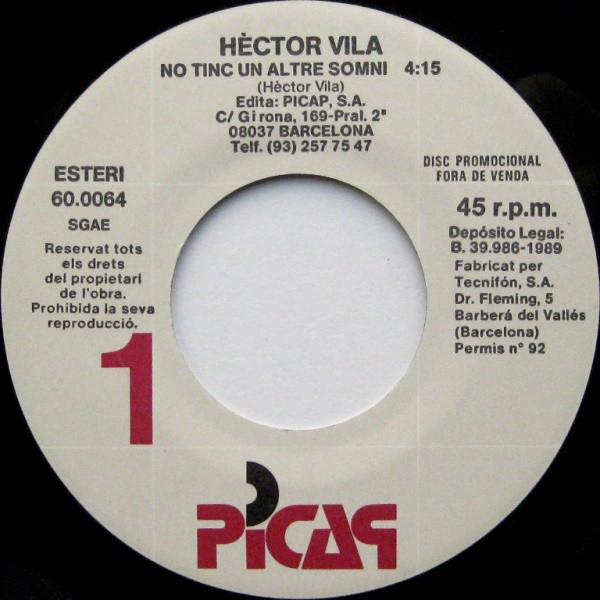 HÈCTOR VILA
NO TINC UN ALTRE SOMNI 4:15
(Hèctor Vila)
Edita: PICAP, S.A.
C/ Girona, 169-Pral. 2ª
08037 BARCELONA
Telf. (93) 257 75 47
ESTERI
60.0064
SGAE
Reservat tots
els drets
del propietari
de l'obra.
Prohibida la seva
reproducció.
1
DISC PROMOCIONAL
FORA DE VENDA
45 r.p.m.
Depósito Legal:
B. 39.986-1989
Fabricat per
Tecnifón, S.A.
Dr. Fleming, 5
Barberá del Vallés
(Barcelona)
Permis n° 92
PICAP